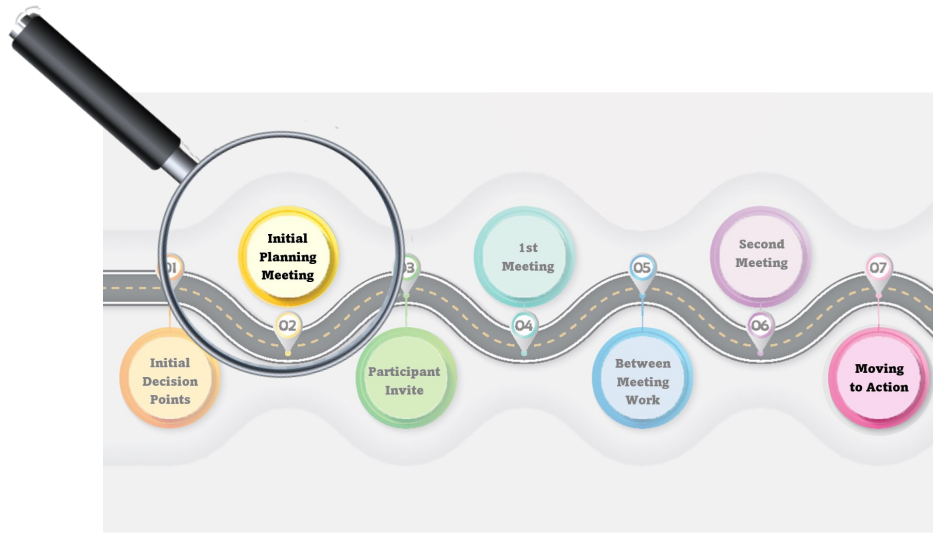 01
Initial
Decision
Points
02
Initial
Planning
Meeting
03
Participant
Invite
04
1st
Meeting
05
Between
Meeting
Work
06
Second
Meeting
07
Moving
to Action